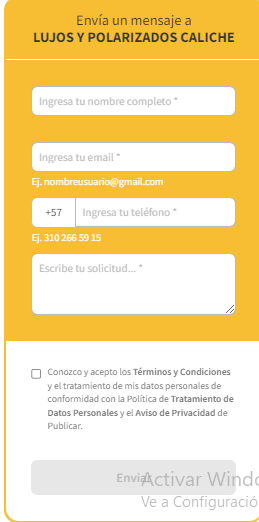 Envía un mensaje a
LUJOS Y POLARIZADOS CALICHE
Ingresa tu nombre completo *
Ingresa tu email *
Ej. nombreusuario@gmail.com
+57 Ingresa tu teléfono *
Ej. 310 266 59 15
Escribe tu solicitud... *
Conozco y acepto los Términos y Condiciones
y el tratamiento de mis datos personales de
conformidad con la Política de Tratamiento de
Datos Personales y el Aviso de Privacidad de
Publicar.
Enviar
Activar Windo
Ve a Configuració